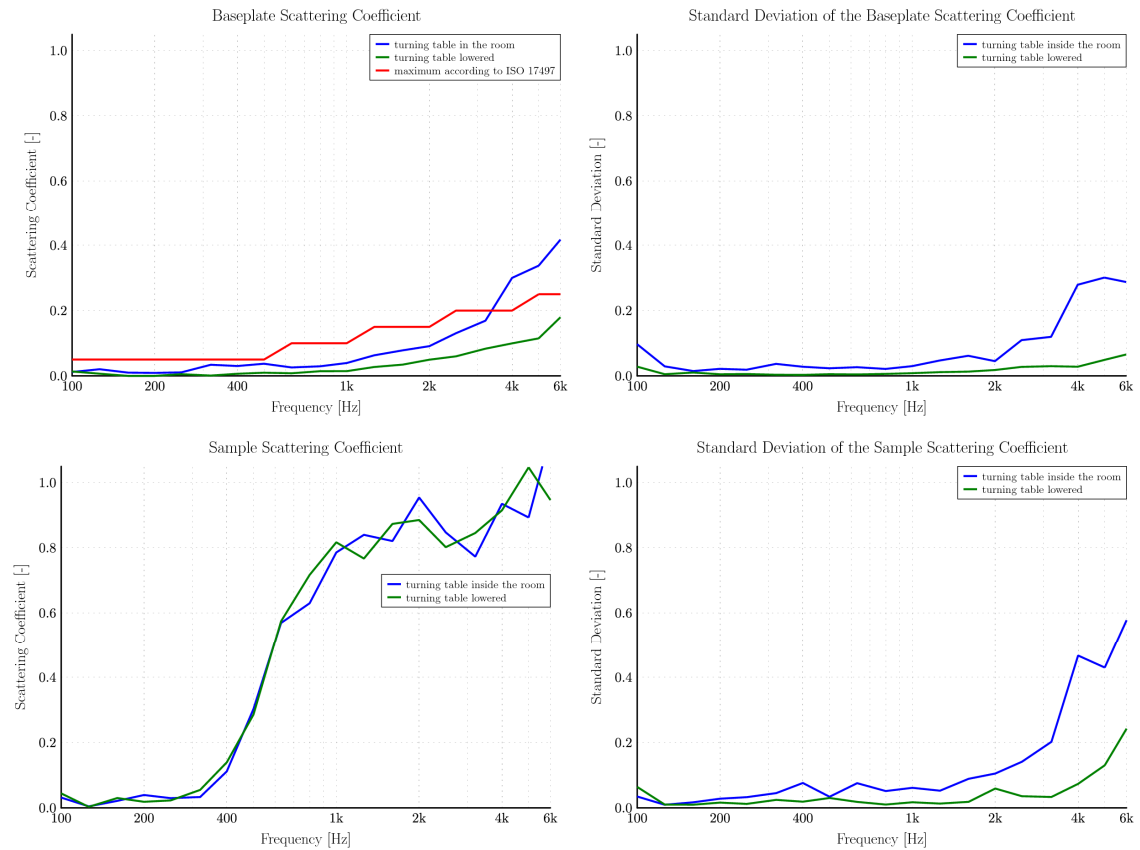 Baseplate Scattering Coefficient
1.0
0.8
0.6
0.4
0.2
0.0
Scattering Coefficient [-]
turning table in the room
turning table lowered
maximum according to ISO 17497
100 200 400 1k 2k 4k 6k
Frequency [Hz]
Standard Deviation of the Baseplate Scattering Coefficient
1.0
0.8
0.6
0.4
0.2
0.0
Standard Deviation [-]
turning table inside the room
turning table lowered
100 200 400 1k 2k 4k 6k
Frequency [Hz]
Sample Scattering Coefficient
1.0
0.8
0.6
0.4
0.2
0.0
Scattering Coefficient [-]
turning table inside the room
turning table lowered
100 200 400 1k 2k 4k 6k
Frequency [Hz]
Standard Deviation of the Sample Scattering Coefficient
1.0
0.8
0.6
0.4
0.2
0.0
Standard Deviation [-]
turning table inside the room
turning table lowered
100 200 400 1k 2k 4k 6k
Frequency [Hz]